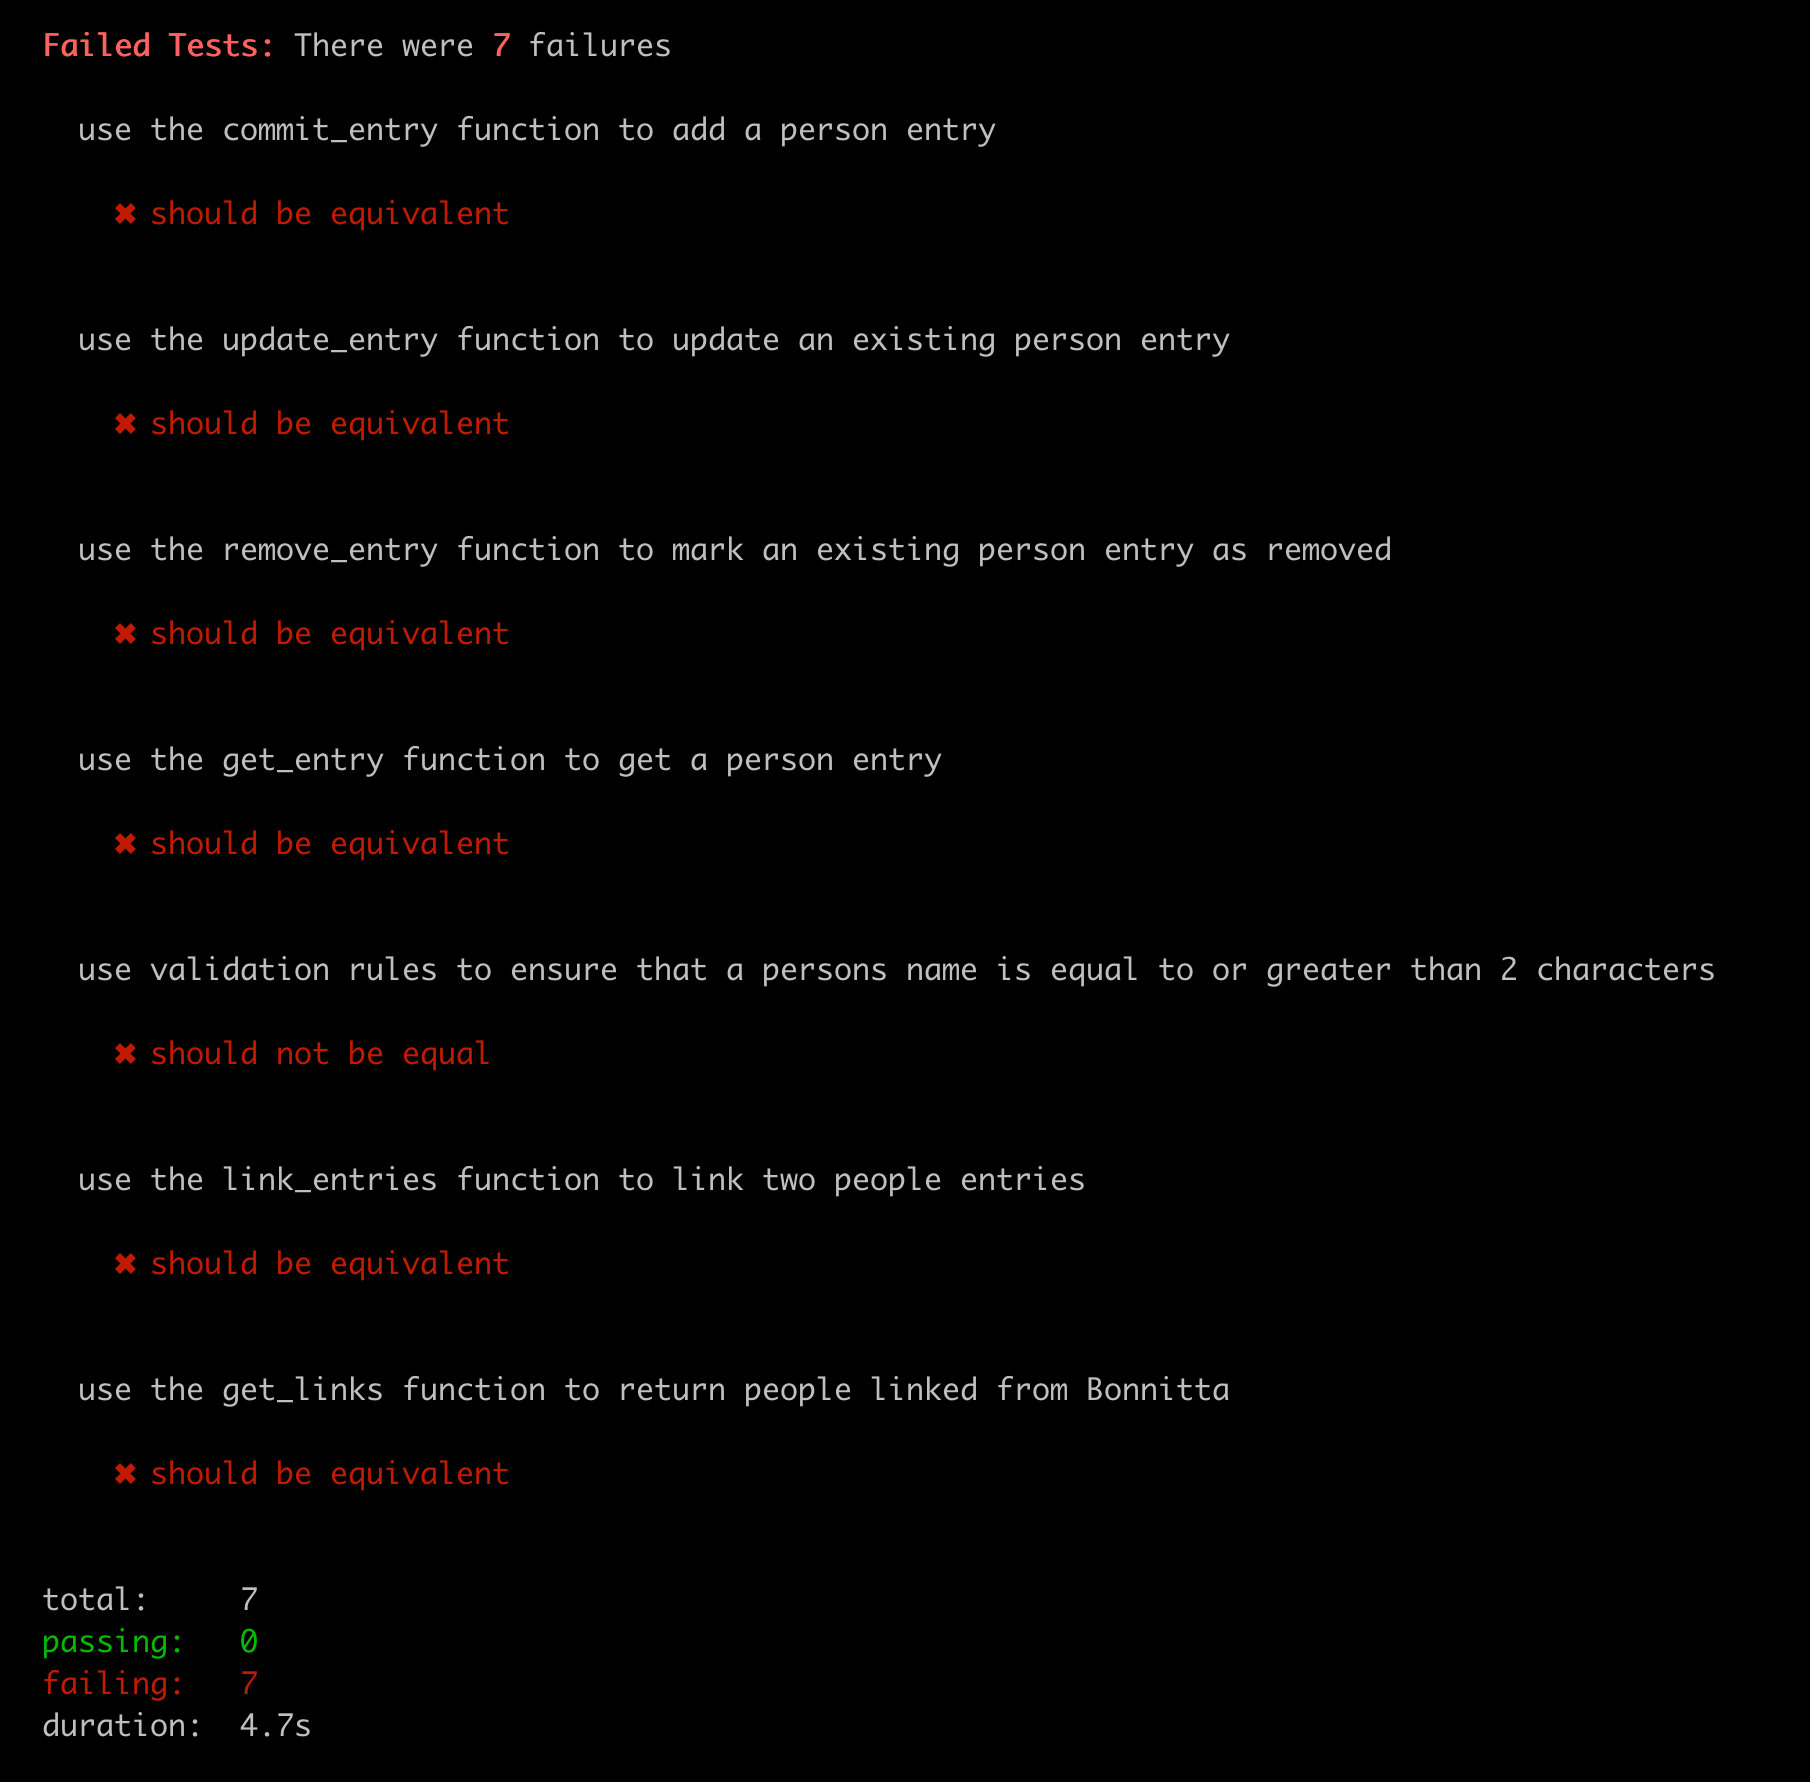 Failed Tests: There were 7 failures
use the commit_entry function to add a person entry
✖ should be equivalent
use the update_entry function to update an existing person entry
✖ should be equivalent
use the remove_entry function to mark an existing person entry as removed
✖ should be equivalent
use the get_entry function to get a person entry
✖ should be equivalent
use validation rules to ensure that a persons name is equal to or greater than 2 characters
✖ should not be equal
use the link_entries function to link two people entries
✖ should be equivalent
use the get_links function to return people linked from Bonnitta
✖ should be equivalent
total: 7
passing: 0
failing: 7
duration: 4.7s